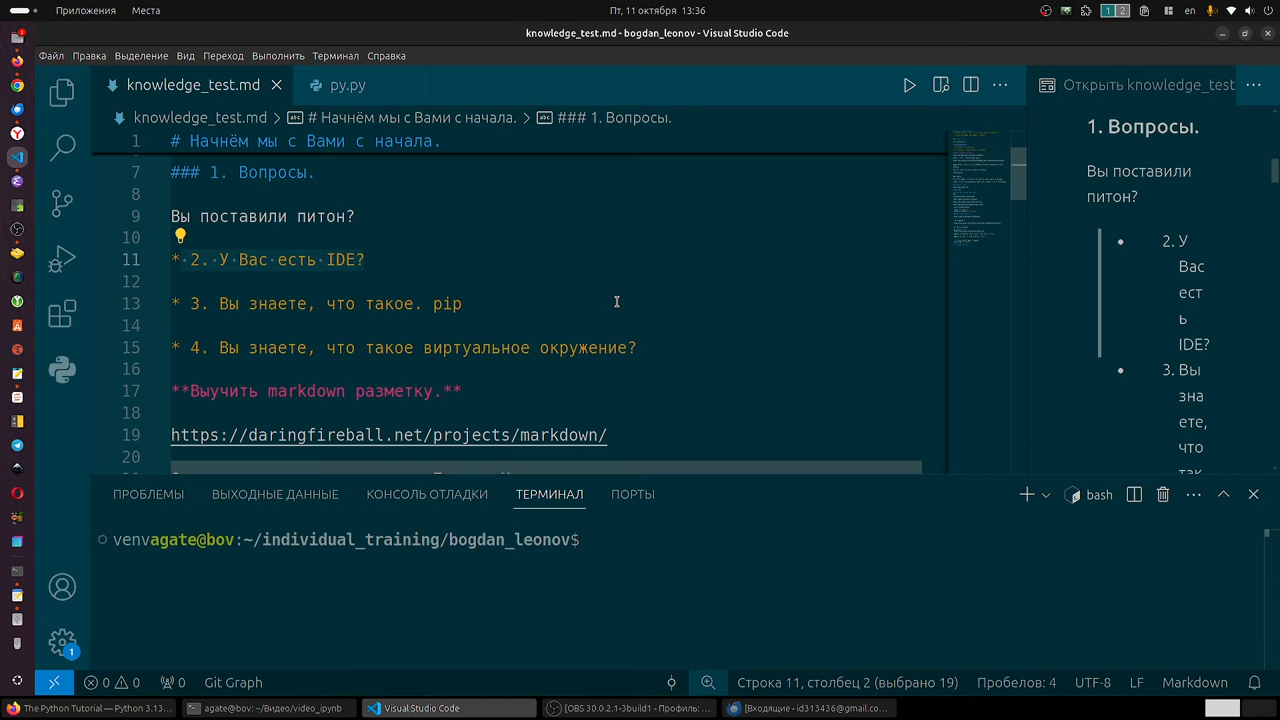 Приложения Места Пт, 11 октября 13:36 1 2 en
knowledge_test.md - bogdan_leonov - Visual Studio Code
Файл Правка Выделение Вид Переход Выполнить Терминал Справка
knowledge_test.md py.py Открыть knowledge_test
knowledge_test.md > # Начнём мы с Вами с начала. > ### 1. Вопросы.
1 # Начнём мы с Вами с начала.
7 ### 1. Вопросы.
8
9 Вы поставили питон?
10
11 * 2. У Вас есть IDE?
12
13 * 3. Вы знаете, что такое. pip
14
15 * 4. Вы знаете, что такое виртуальное окружение?
16
17 **Выучить markdown разметку.**
18
19 https://daringfireball.net/projects/markdown/
20
1. Вопросы.
Вы поставили
питон?
2. У
Вас
ест
ь
IDE?
3. Вы
зна
ете,
что
так
ПРОБЛЕМЫ ВЫХОДНЫЕ ДАННЫЕ КОНСОЛЬ ОТЛАДКИ ТЕРМИНАЛ ПОРТЫ bash
venvagate@bov:~/individual_training/bogdan_leonov$
1
0 0 0 Git Graph Строка 11, столбец 2 (выбрано 19) Пробелов: 4 UTF-8 LF Markdown
The Python Tutorial — Python 3.13... agate@bov: ~/Видео/video_ipynb Visual Studio Code [OBS 30.0.2.1-3build1 - Профиль: ... [Входящие - id313436@gmail.co...